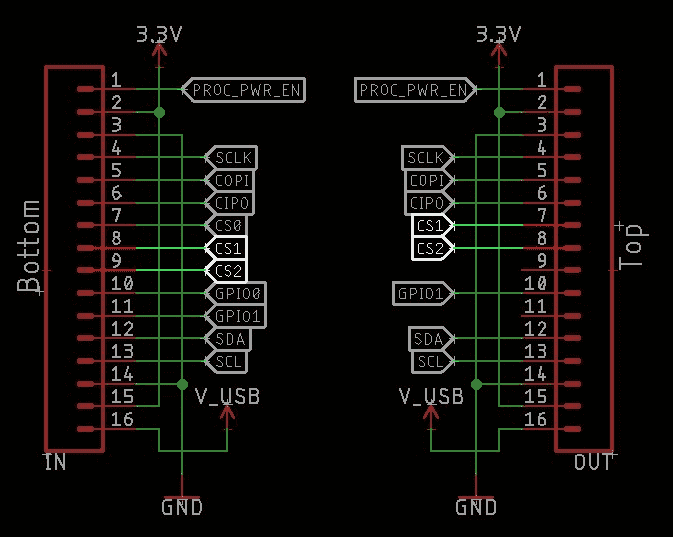 3.3V
1 PROC_PWR_EN
2
3
4 SCLK
5 COPI
6 CIPO
7 CS0
8 CS1
9 CS2
10 GPIO0
11 GPIO1
12 SDA
13 SCL
14
15 V_USB
16
Bottom
IN
GND
3.3V
PROC_PWR_EN 1
2
3
SCLK 4
COPI 5
CIPO 6
CS1 7
CS2 8
9
GPIO1 10
11
SDA 12
SCL 13
14
V_USB 15
16
Top
OUT
GND